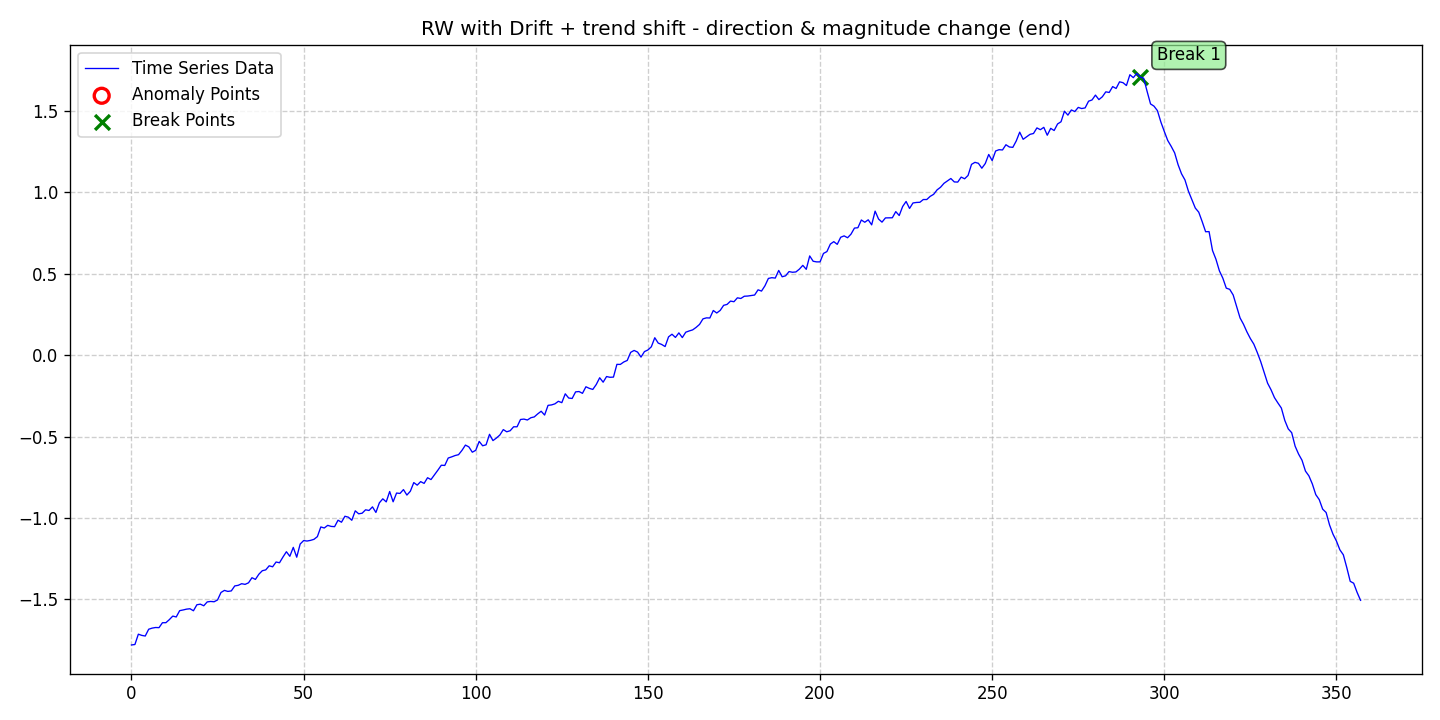 RW with Drift + trend shift - direction & magnitude change (end)
Time Series Data
Anomaly Points
Break Points
Break 1
1.5
1.0
0.5
0.0
−0.5
−1.0
−1.5
0 50 100 150 200 250 300 350